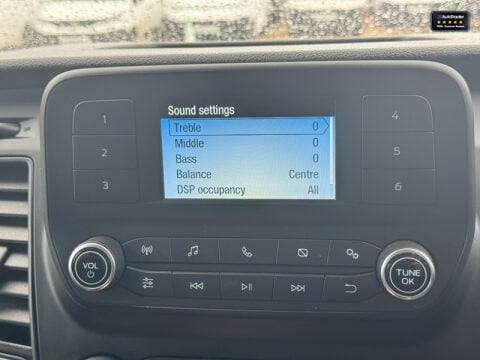 AutoTrader
Sound settings
Treble 0
Middle 0
Bass 0
Balance Centre
DSP occupancy All
1
2
3
4
5
6
VOL
TUNE
OK